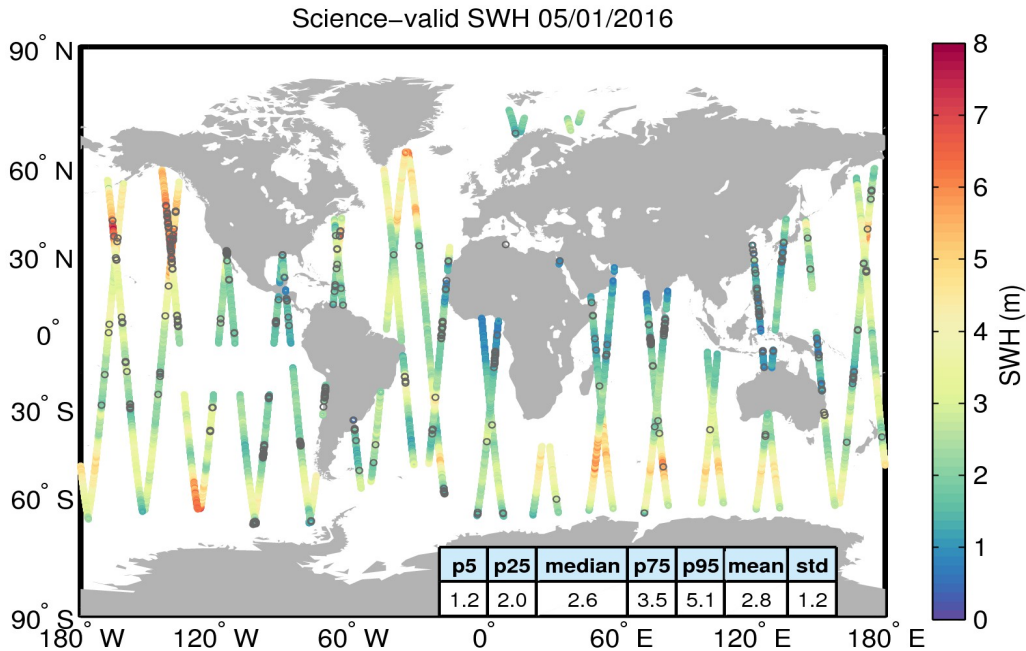 Science−valid SWH 05/01/2016
90° N
60° N
30° N
0°
30° S
60° S
90° S
180° W
120° W
60° W
0°
60° E
120° E
180° E
p5 p25 median p75 p95 mean std
1.2 2.0 2.6 3.5 5.1 2.8 1.2
8
7
6
5
4
3
2
1
0
SWH (m)